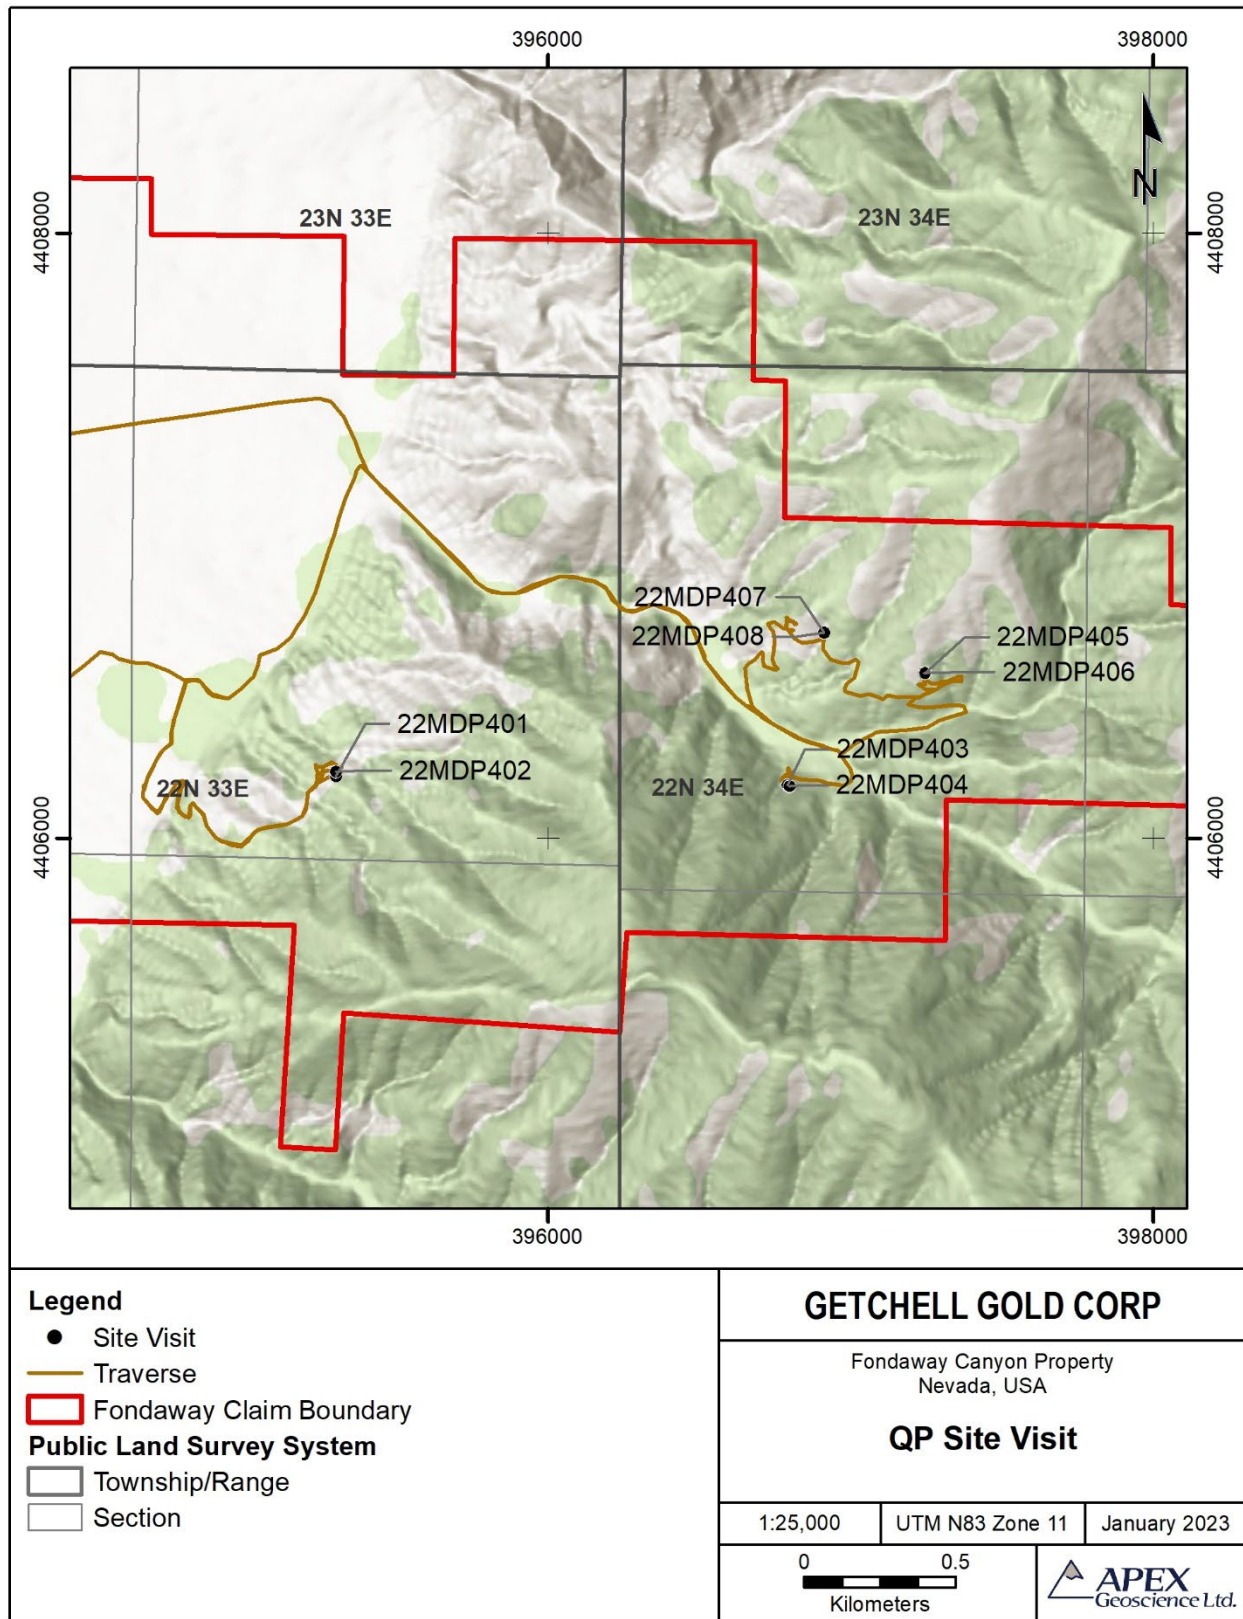 396000
398000
N
23N 33E
23N 34E
4408000
4408000
22MDP407
22MDP408
22MDP405
22MDP406
22MDP401
22MDP402
22MDP403
22MDP404
22N 33E
22N 34E
4406000
4406000
396000
398000
Legend
Site Visit
Traverse
Fondaway Claim Boundary
Public Land Survey System
Township/Range
Section
GETCHELL GOLD CORP
Fondaway Canyon Property
Nevada, USA
QP Site Visit
1:25,000
UTM N83 Zone 11
January 2023
0 0.5
Kilometers
APEX
Geoscience Ltd.